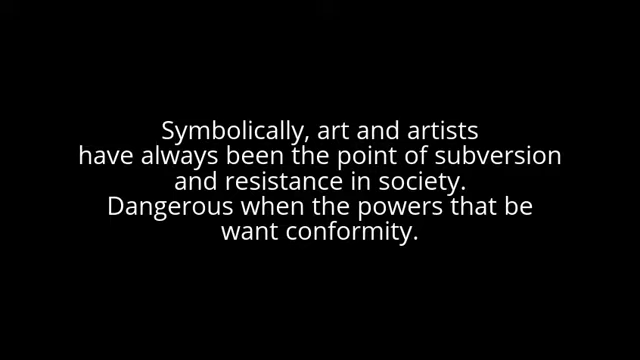 Symbolically, art and artists
have always been the point of subversion
and resistance in society.
Dangerous when the powers that be
want conformity.